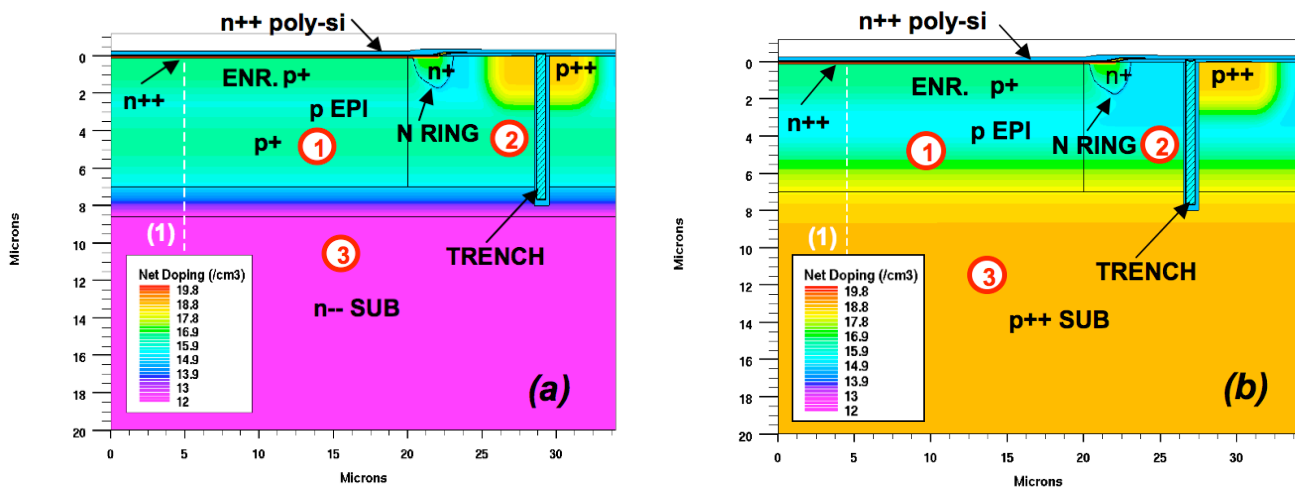 n++ poly-si
0
2
4
6
8
10
12
14
16
18
20
Microns
ENR. p+
n++
p EPI
p+
1
n+
N RING
2
p++
TRENCH
(1)
3
n-- SUB
(a)
Net Doping (/cm3)
19.8
18.8
17.8
16.9
15.9
14.9
13.9
13
12
0
5
10
15
20
25
30
Microns
n++ poly-si
0
2
4
6
8
10
12
14
16
18
20
Microns
ENR. p+
n++
p EPI
1
n+
N RING
2
p++
TRENCH
(1)
3
p++ SUB
(b)
Net Doping (/cm3)
19.8
18.8
17.8
16.9
15.9
14.9
13.9
13
12
0
5
10
15
20
25
30
Microns